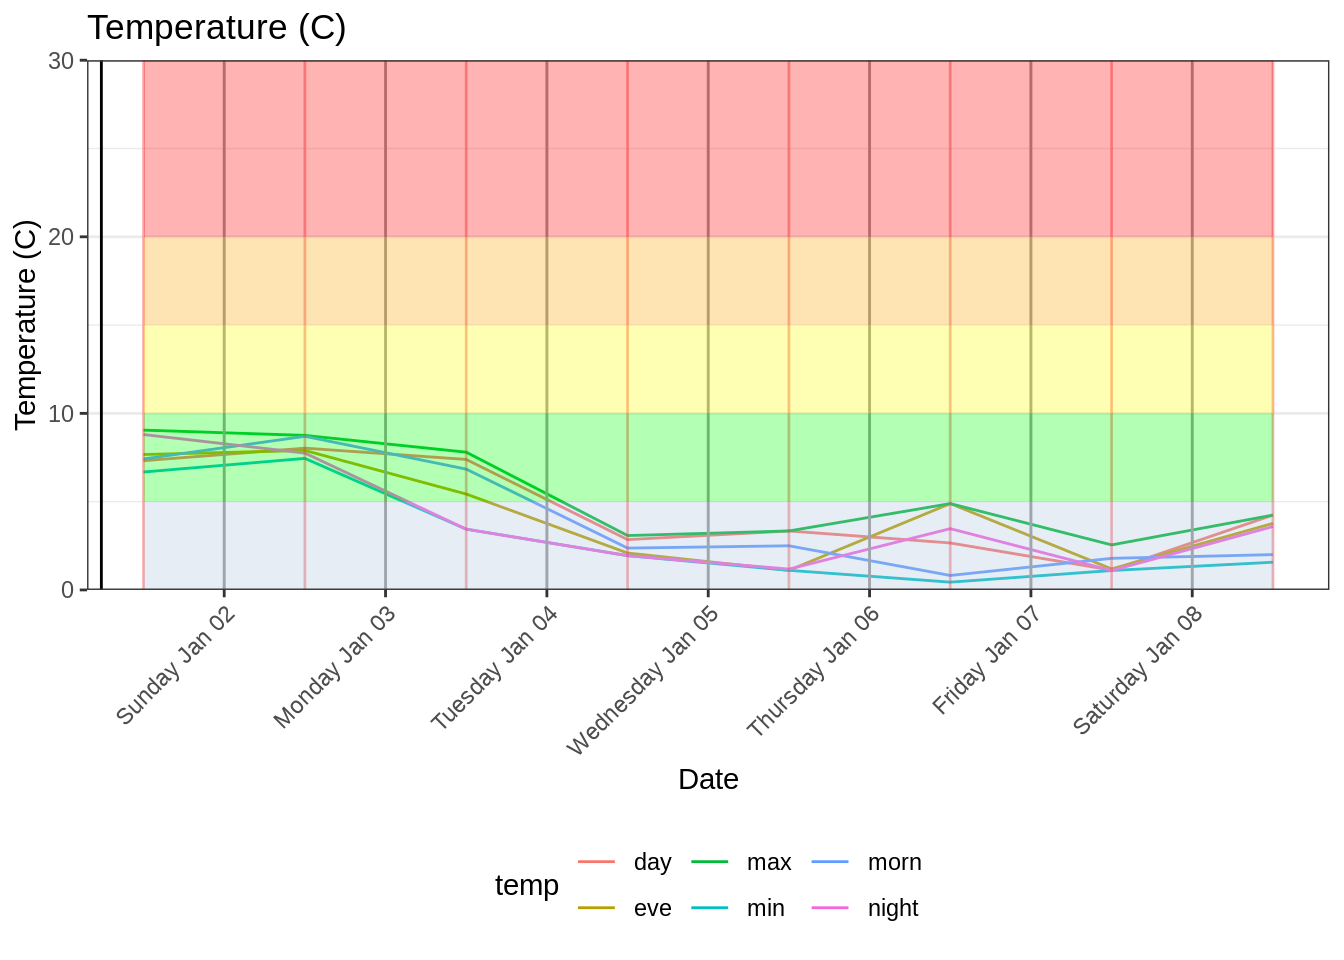 Temperature (C)
Temperature (C)
30
20
10
0
Sunday Jan 02
Monday Jan 03
Tuesday Jan 04
Wednesday Jan 05
Thursday Jan 06
Friday Jan 07
Saturday Jan 08
Date
temp
day max morn
eve min night